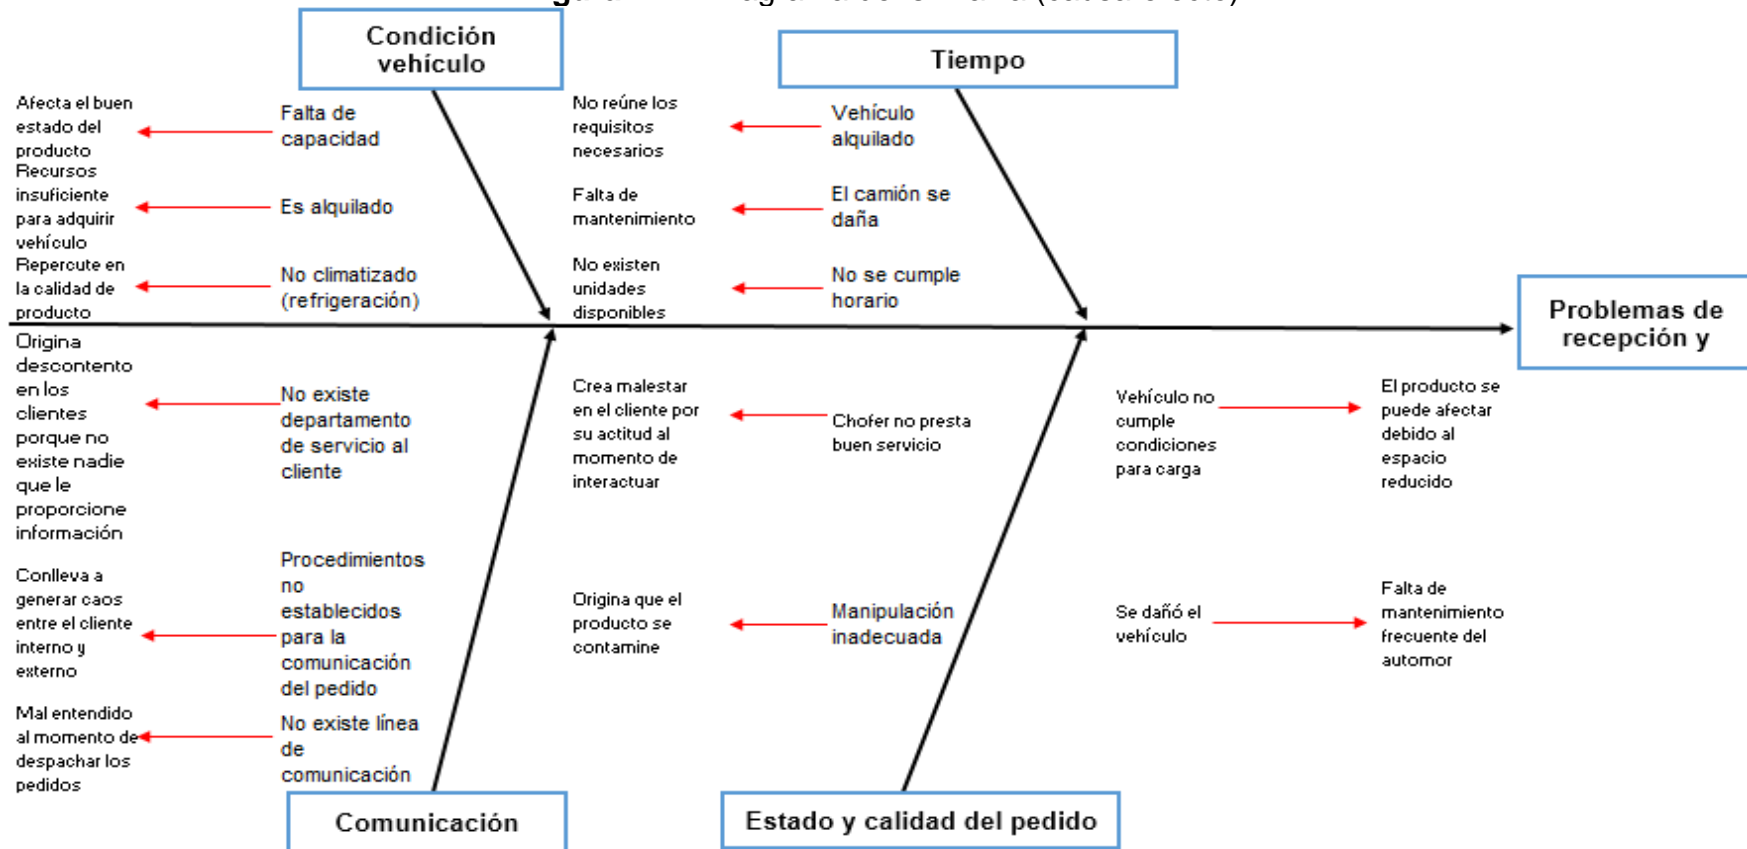 Condición
vehículo
Tiempo
Afecta el buen
estado del
producto
Falta de
capacidad
No reúne los
requisitos
necesarios
Vehículo
alquilado
Recursos
insuficiente
para adquirir
vehículo
Es alquilado
Falta de
mantenimiento
El camión se
daña
Repercute en
la calidad de
producto
No climatizado
(refrigeración)
No existen
unidades
disponibles
No se cumple
horario
Problemas de
recepción y
Origina
descontento
en los
clientes
porque no
existe nadie
que le
proporcione
información
No existe
departamento
de servicio al
cliente
Crea malestar
en el cliente por
su actitud al
momento de
interactuar
Chofer no presta
buen servicio
Vehículo no
cumple
condiciones
para carga
El producto se
puede afectar
debido al
espacio
reducido
Conlleva a
generar caos
entre el cliente
interno y
externo
Procedimientos
no
establecidos
para la
comunicación
del pedido
Origina que el
producto se
contamine
Manipulación
inadecuada
Se dañó el
vehículo
Falta de
mantenimiento
frecuente del
automor
Mal entendido
al momento de
despachar los
pedidos
No existe línea
de
comunicación
Comunicación
Estado y calidad del pedido